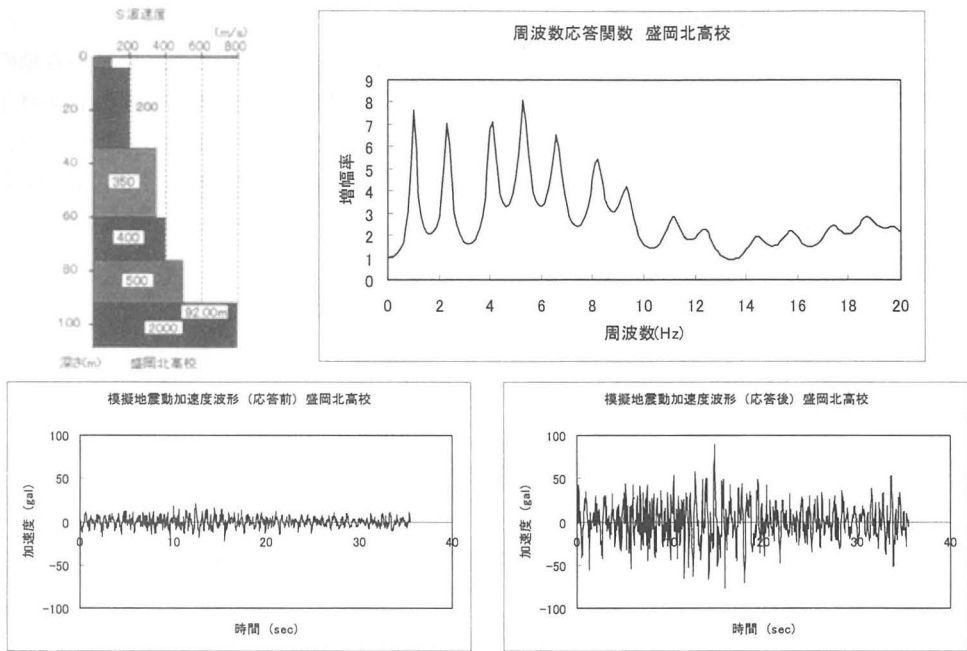 S波速度
(m/s)
200 400 600 800
0
20
40
60
80
100
200
350
400
500
92.00m
2000
深さ(m) 盛岡北高校
周波数応答関数 盛岡北高校
増幅率
9
8
7
6
5
4
3
2
1
0
0 2 4 6 8 10 12 14 16 18 20
周波数(Hz)
模擬地震動加速度波形（応答前）盛岡北高校
加速度 (gal)
100
50
0
-50
-100
0 10 20 30 40
時間 (sec)
模擬地震動加速度波形（応答後）盛岡北高校
加速度 (gal)
100
50
0
-50
-100
0 10 20 30 40
時間 (sec)